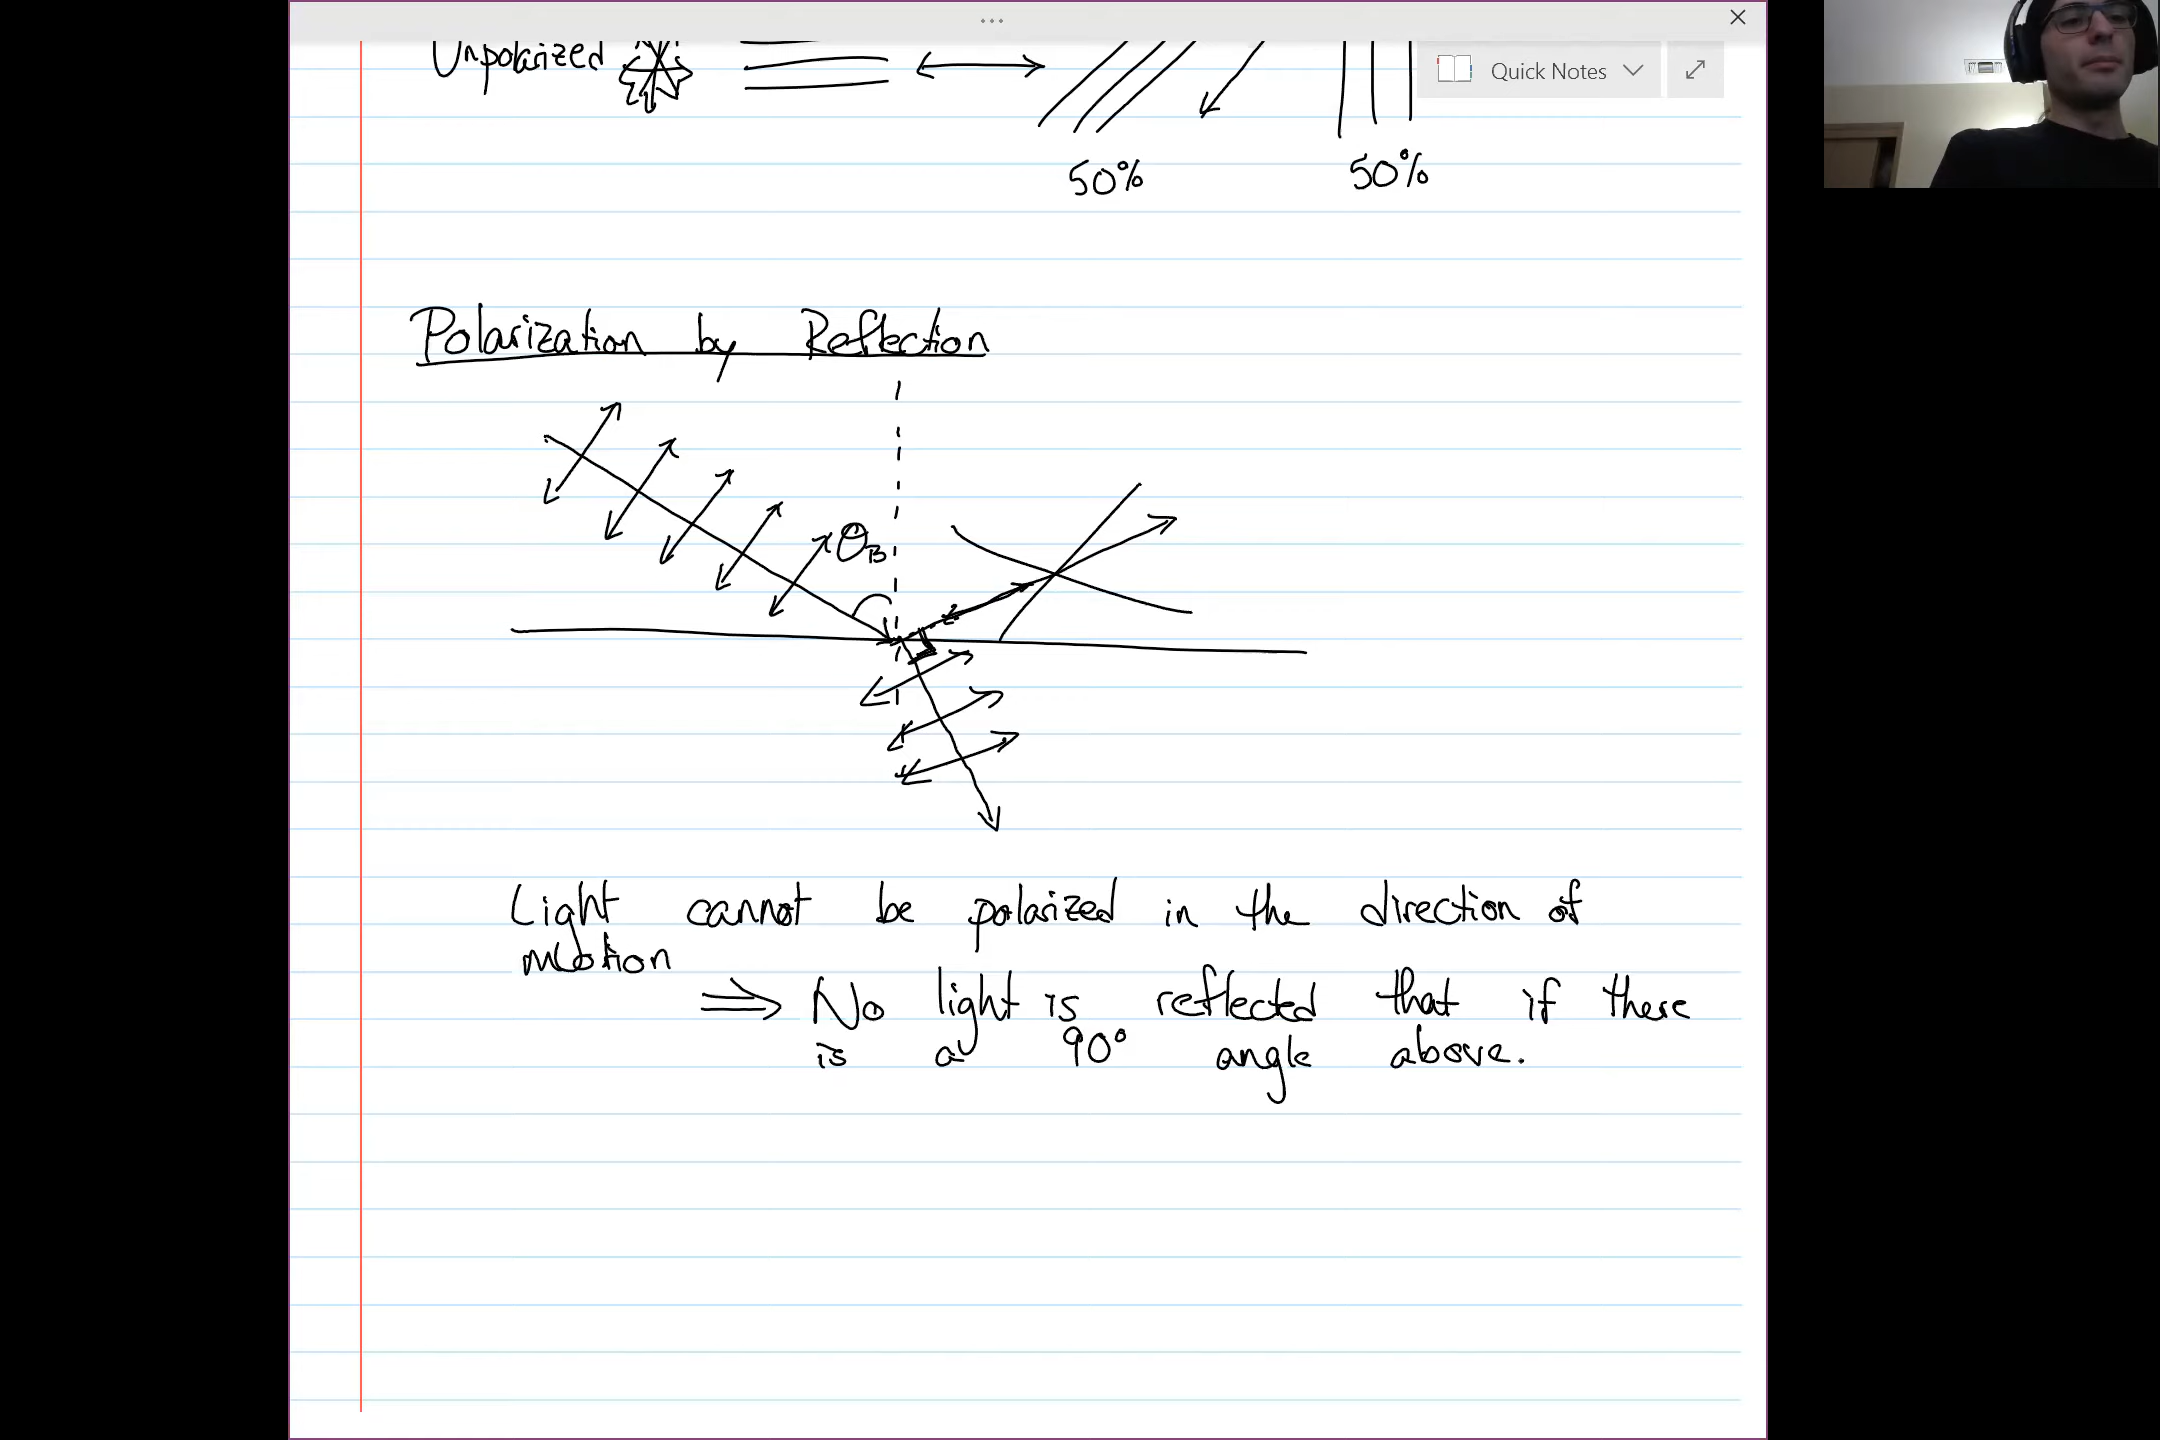 Unpolarized
Quick Notes
50% 50%
Polarization by Reflection
θB
Light cannot be polarized in the direction of
motion
⇒ No light is reflected that if there
is a 90° angle above.